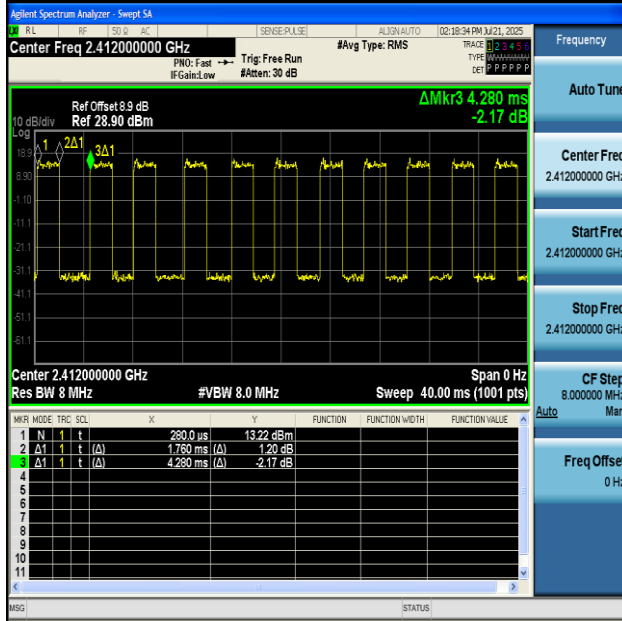 Agilent Spectrum Analyzer - Swept SA
RL RF 50 Ω AC SENSE:PULSE ALIGN AUTO 02:18:34 PM Jul 21, 2025
Center Freq 2.412000000 GHz #Avg Type: RMS TRACE 1 2 3 4 5 6
PNO: Fast Trig: Free Run TYPE
IFGain:Low #Atten: 30 dB DET P P P P P P
Frequency
Auto Tune
Center Freq
2.412000000 GHz
Start Freq
2.412000000 GHz
Stop Freq
2.412000000 GHz
CF Step
8.000000 MHz
Auto Man
Freq Offset
0 Hz
ΔMkr3 4.280 ms
-2.17 dB
Ref Offset 8.9 dB
10 dB/div Ref 28.90 dBm
Log
1 2Δ1 3Δ1
18.9
8.90
-1.10
-11.1
-21.1
-31.1
-41.1
-51.1
-61.1
Center 2.412000000 GHz Span 0 Hz
Res BW 8 MHz #VBW 8.0 MHz Sweep 40.00 ms (1001 pts)
MKR MODE TRC SCL X Y FUNCTION FUNCTION WIDTH FUNCTION VALUE
1 N 1 t 280.0 µs 13.22 dBm
2 Δ1 1 t (Δ) 1.760 ms (Δ) 1.20 dB
3 Δ1 1 t (Δ) 4.280 ms (Δ) -2.17 dB
4
5
6
7
8
9
10
11
MSG STATUS